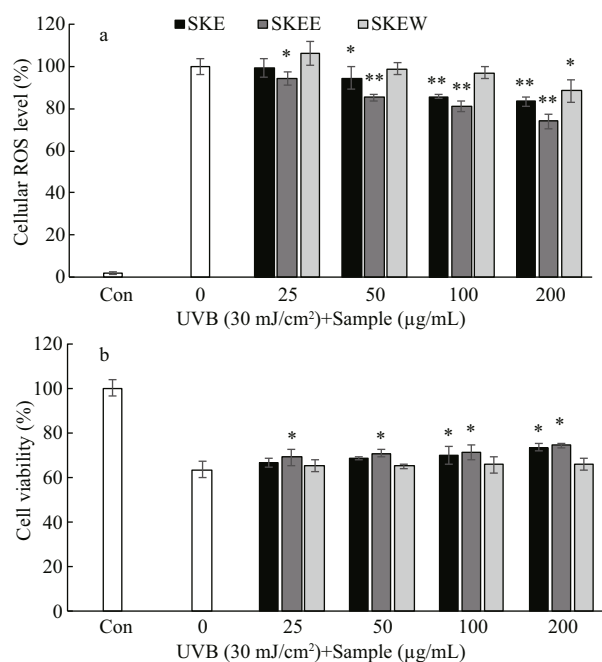 a
SKE SKEE SKEW
Cellular ROS level (%)
120
100
80
60
40
20
0
* * ** ** ** ** ** *
Con 0 25 50 100 200
UVB (30 mJ/cm²)+Sample (µg/mL)
b
Cell viability (%)
120
100
80
60
40
20
0
* * * * * *
Con 0 25 50 100 200
UVB (30 mJ/cm²)+Sample (µg/mL)